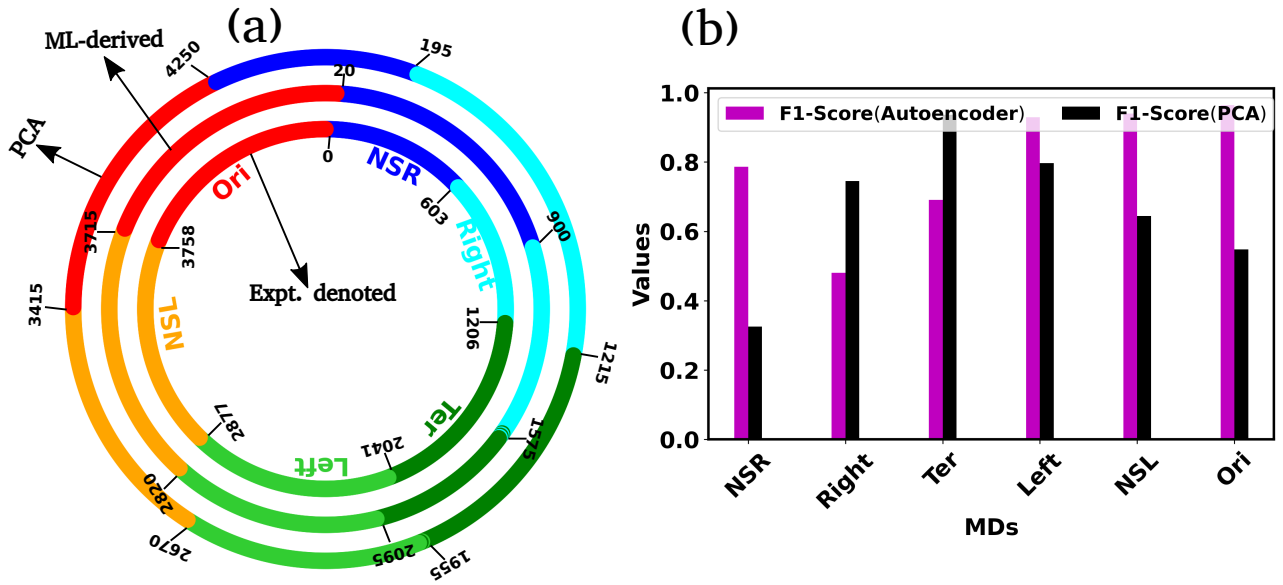 (a)
(b)
ML-derived
PCA
Expt. denoted
4250
195
20
0
NSR
603
Right
900
1206
1215
Ter
1575
2041
Left
2095
1955
2877
2820
2670
NSL
3758
3715
3415
Ori
F1-Score(Autoencoder)
F1-Score(PCA)
Values
1.0
0.8
0.6
0.4
0.2
0.0
NSR
Right
Ter
Left
NSL
Ori
MDs